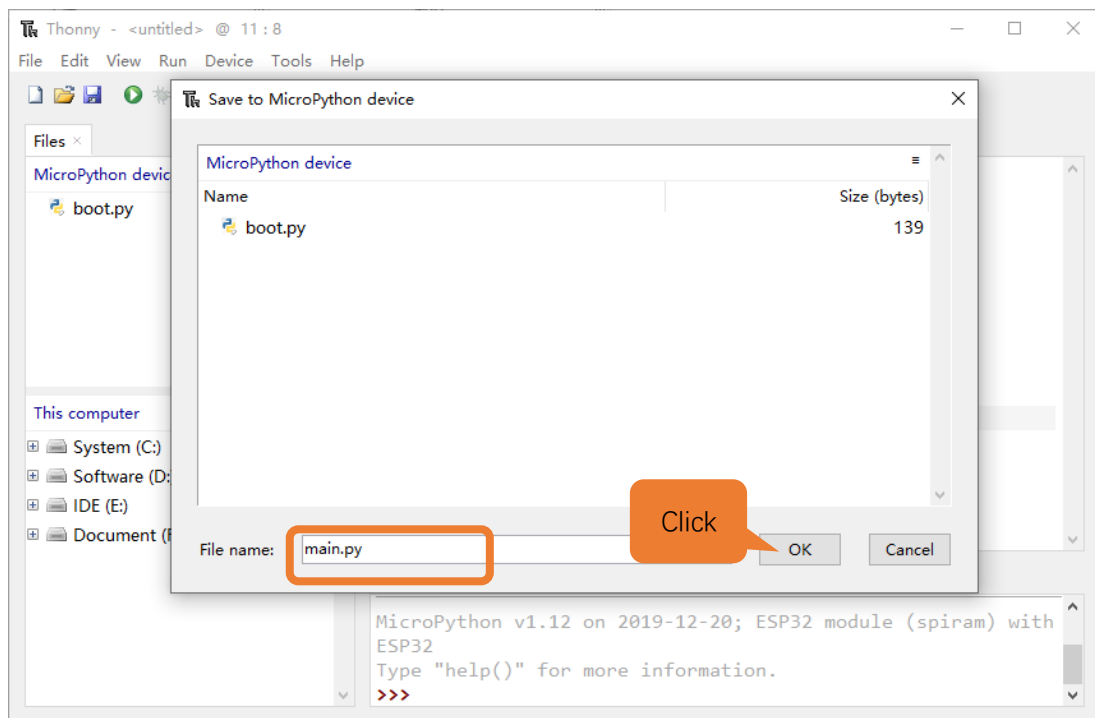 Thonny - <untitled> @ 11 : 8
File Edit View Run Device Tools Help
Save to MicroPython device
Files
MicroPython devic
boot.py
MicroPython device
Name Size (bytes)
boot.py 139
This computer
System (C:)
Software (D:
IDE (E:)
Document (F
File name: main.py
Click
OK Cancel
MicroPython v1.12 on 2019-12-20; ESP32 module (spiram) with
ESP32
Type "help()" for more information.
>>>